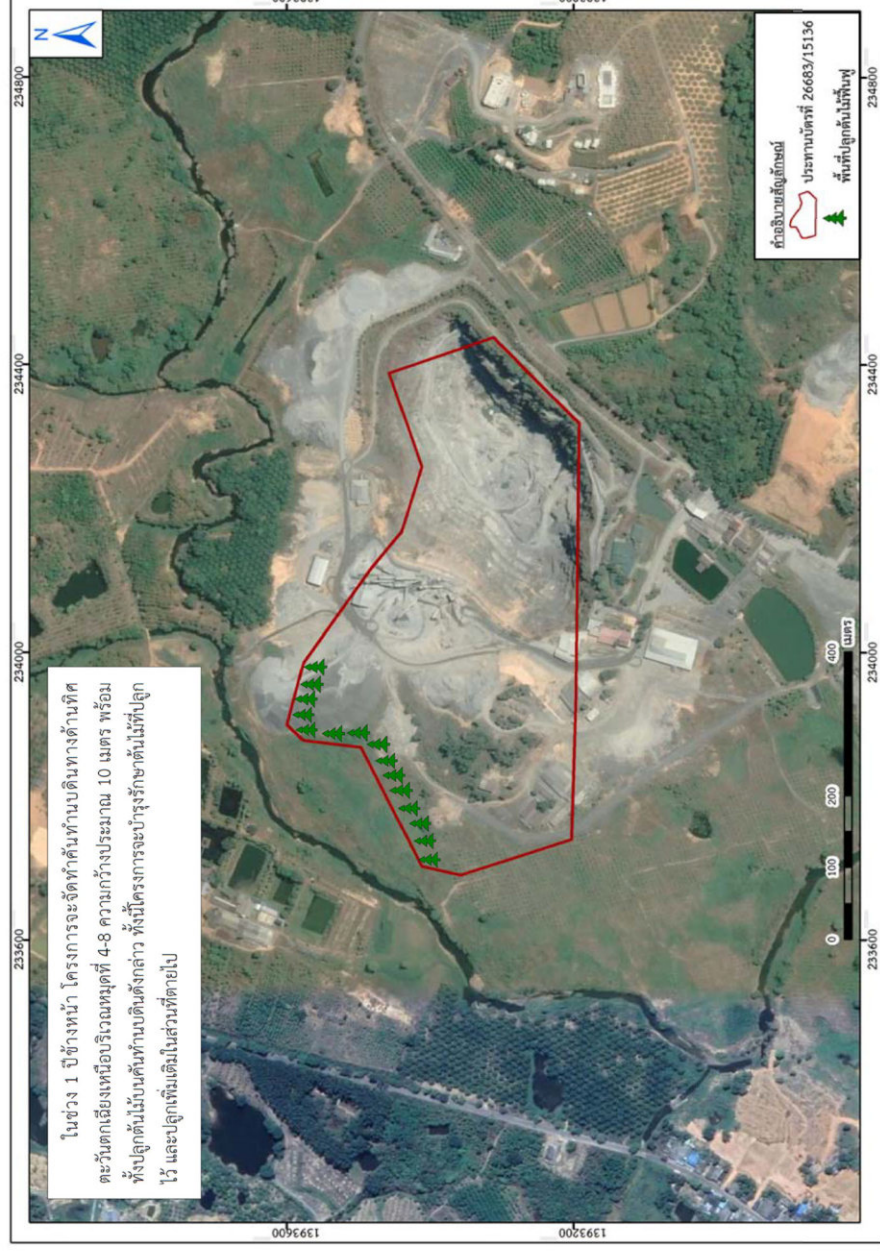 ในช่วง 1 ปีข้างหน้า โครงการจะจัดทำคันทำนบดินทางด้านทิศ
ตะวันตกเฉียงเหนือบริเวณหมุดที่ 4-8 ความกว้างประมาณ 10 เมตร พร้อม
ทั้งปลูกต้นไม้บนคันทำนบดินดังกล่าว ทั้งนี้โครงการจะบำรุงรักษาต้นไม้ที่ปลูก
ไว้ และปลูกเพิ่มเติมในส่วนที่ตายไป
N
233600
234000
234400
234800
1393600
1393200
0 100 200 400
เมตร
คำอธิบายสัญลักษณ์
ประทานบัตรที่ 26683/15136
พื้นที่ปลูกต้นไม้ฟื้นฟู
1393600
1393200